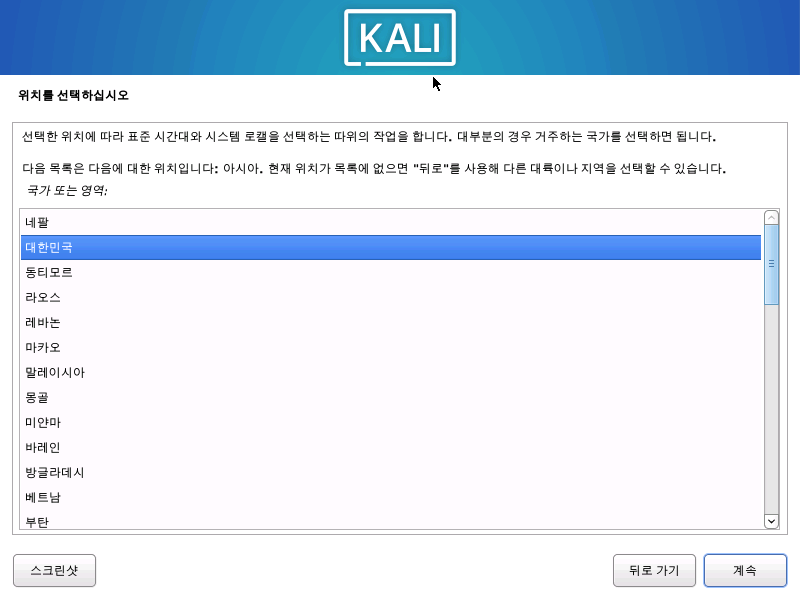 KALI
위치를 선택하십시오
선택한 위치에 따라 표준 시간대와 시스템 로캘을 선택하는 따위의 작업을 합니다. 대부분의 경우 거주하는 국가를 선택하면 됩니다.
다음 목록은 다음에 대한 위치입니다: 아시아. 현재 위치가 목록에 없으면 "뒤로"를 사용해 다른 대륙이나 지역을 선택할 수 있습니다.
국가 또는 영역:
네팔
대한민국
동티모르
라오스
레바논
마카오
말레이시아
몽골
미얀마
바레인
방글라데시
베트남
부탄
스크린샷
뒤로 가기
계속